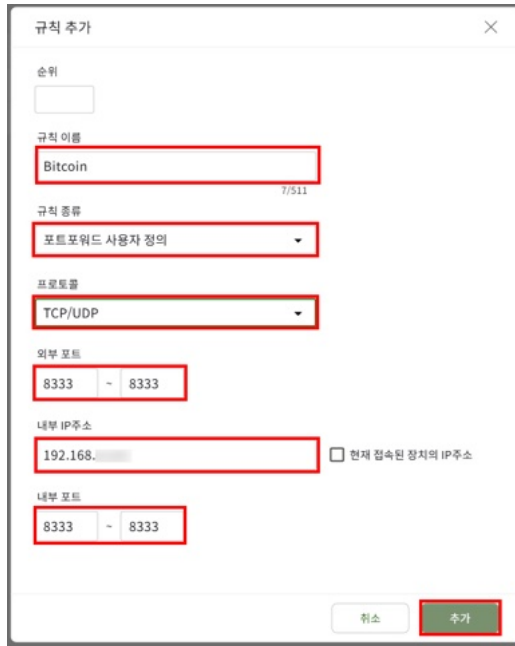 규칙 추가
순위
규칙 이름
Bitcoin
7/511
규칙 종류
포트포워드 사용자 정의
프로토콜
TCP/UDP
외부 포트
8333 ~ 8333
내부 IP주소
192.168.
현재 접속된 장치의 IP주소
내부 포트
8333 ~ 8333
취소 추가